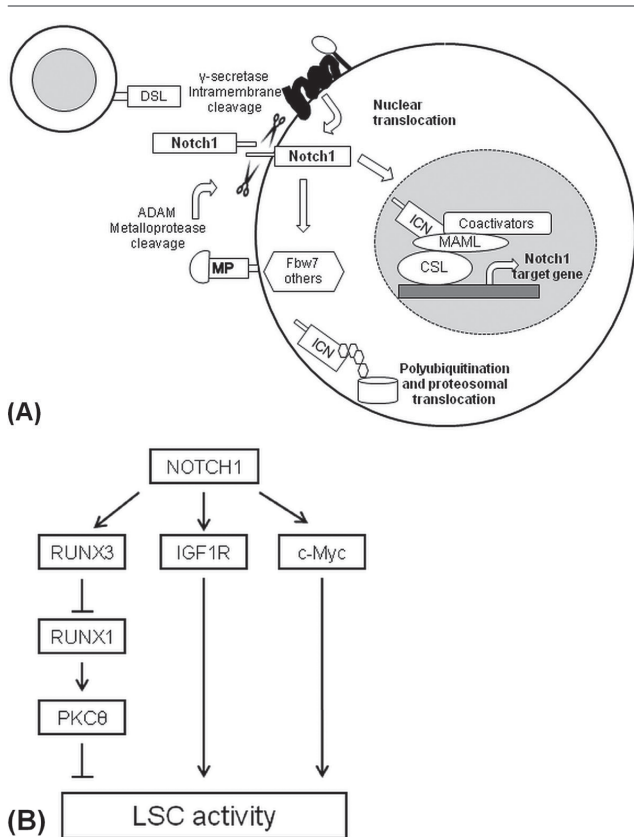 DSL
γ-secretase
Intramembrane
cleavage
Nuclear
translocation
Notch1
Notch1
ADAM
Metalloprotease
cleavage
MP
Fbw7
others
ICN
Coactivators
MAML
CSL
Notch1
target gene
ICN
Polyubiquitination
and proteosomal
translocation
(A)
NOTCH1
RUNX3
IGF1R
c-Myc
RUNX1
PKCθ
LSC activity
(B)